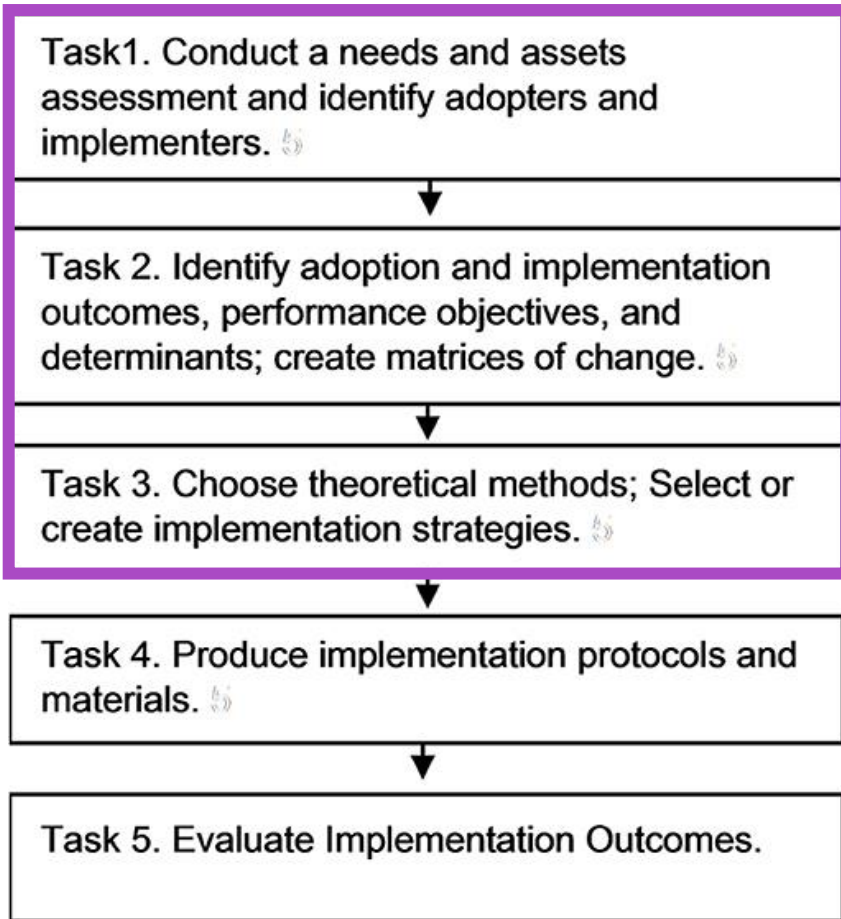 Task1. Conduct a needs and assets
assessment and identify adopters and
implementers.
Task 2. Identify adoption and implementation
outcomes, performance objectives, and
determinants; create matrices of change.
Task 3. Choose theoretical methods; Select or
create implementation strategies.
Task 4. Produce implementation protocols and
materials.
Task 5. Evaluate Implementation Outcomes.